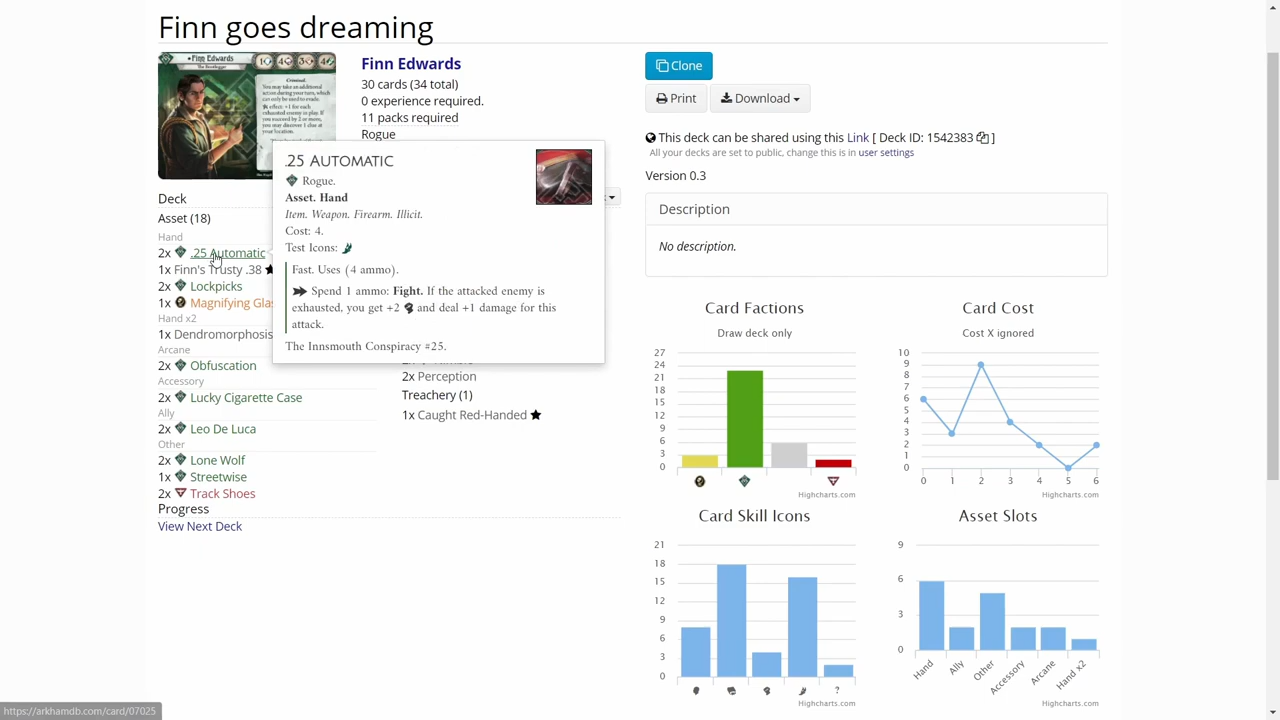 Finn goes dreaming
Finn Edwards
The Bootlegger
Criminal.
Finn Edwards
30 cards (34 total)
0 experience required.
11 packs required
Rogue
Deck
Asset (18)
Hand
2x .25 Automatic
1x Finn's Trusty .38 ★
2x Lockpicks
1x Magnifying Glas
Hand x2
1x Dendromorphosis
Arcane
2x Obfuscation
Accessory
2x Lucky Cigarette Case
Ally
2x Leo De Luca
Other
2x Lone Wolf
1x Streetwise
2x Track Shoes
Progress
View Next Deck
.25 AUTOMATIC
Rogue.
Asset. Hand
Item. Weapon. Firearm. Illicit.
Cost: 4.
Test Icons:
Fast. Uses (4 ammo).
Spend 1 ammo: Fight. If the attacked enemy is
exhausted, you get +2 and deal +1 damage for this
attack.
The Innsmouth Conspiracy #25.
2x Perception
Treachery (1)
1x Caught Red-Handed ★
Clone
Print
Download
This deck can be shared using this Link [ Deck ID: 1542383 ]
All your decks are set to public, change this in user settings
Version 0.3
Description
No description.
Card Factions
Draw deck only
27
24
21
18
15
12
9
6
3
0
Highcharts.com
Card Cost
Cost X ignored
10
9
8
7
6
5
4
3
2
1
0
0 1 2 3 4 5 6
Highcharts.com
Card Skill Icons
21
18
15
12
9
6
3
0
?
Highcharts.com
Asset Slots
9
6
3
0
Hand
Ally
Other
Accessory
Arcane
Hand x2
Highcharts.com
https://arkhamdb.com/card/07025